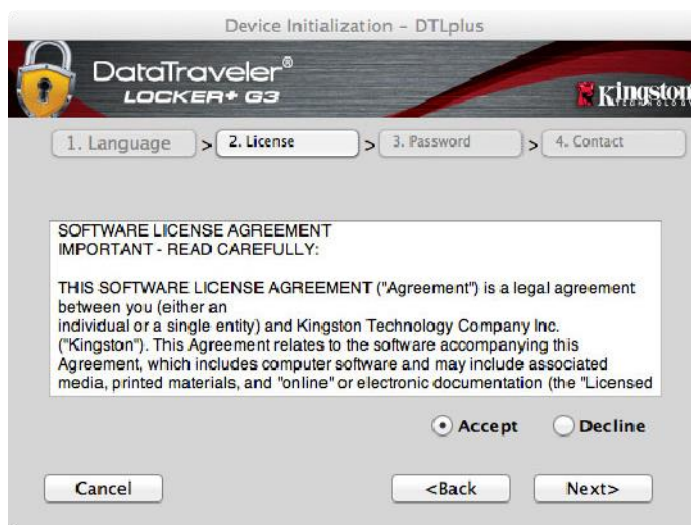 Device Initialization – DTLplus
DataTraveler®
LOCKER+ G3
Kingston
TECHNOLOGY
1. Language > 2. License > 3. Password > 4. Contact
SOFTWARE LICENSE AGREEMENT
IMPORTANT - READ CAREFULLY:
THIS SOFTWARE LICENSE AGREEMENT ("Agreement") is a legal agreement
between you (either an
individual or a single entity) and Kingston Technology Company Inc.
("Kingston"). This Agreement relates to the software accompanying this
Agreement, which includes computer software and may include associated
media, printed materials, and "online" or electronic documentation (the "Licensed
Accept Decline
Cancel <Back Next>